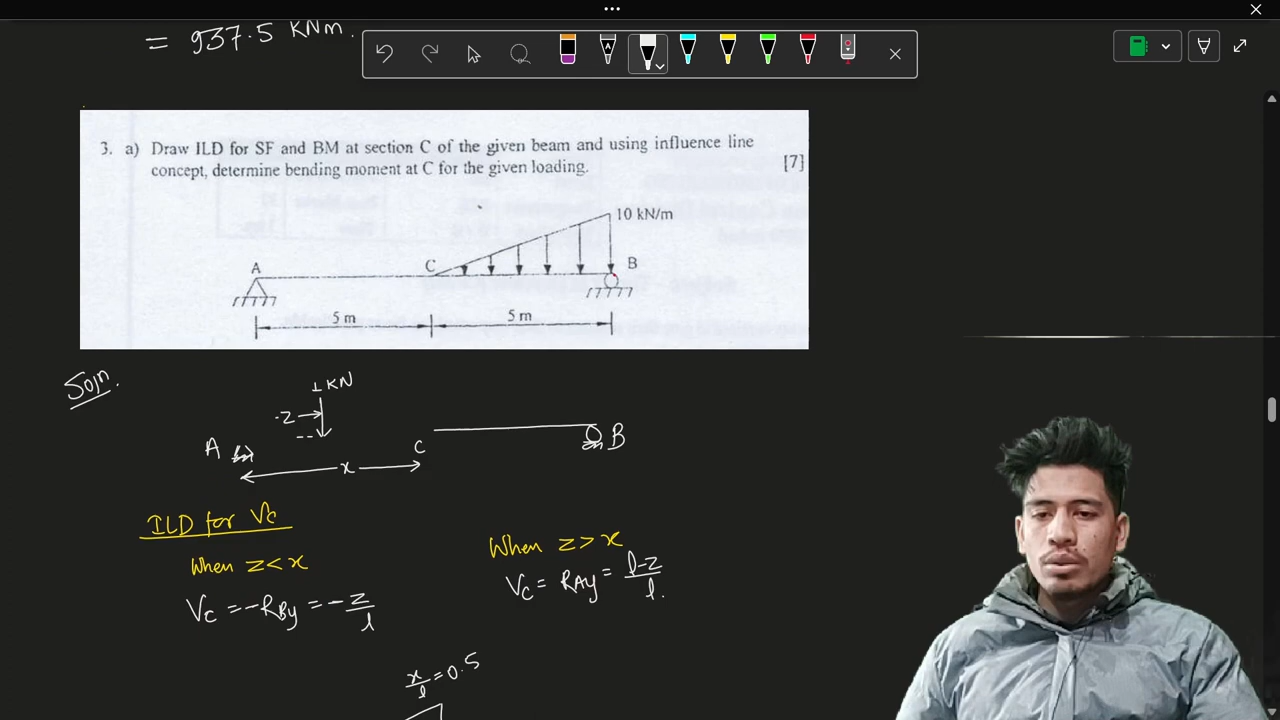 = 937.5 KNm.
3. a) Draw ILD for SF and BM at section C of the given beam and using influence line
concept, determine bending moment at C for the given loading. [7]
10 kN/m
A C B
5 m 5 m
Soln.
1 KN
z
A C B
x
ILD for Vc
When z < x
When z > x
Vc = -RBy = -z/l
Vc = RAy = l-z/l.
x/l = 0.5